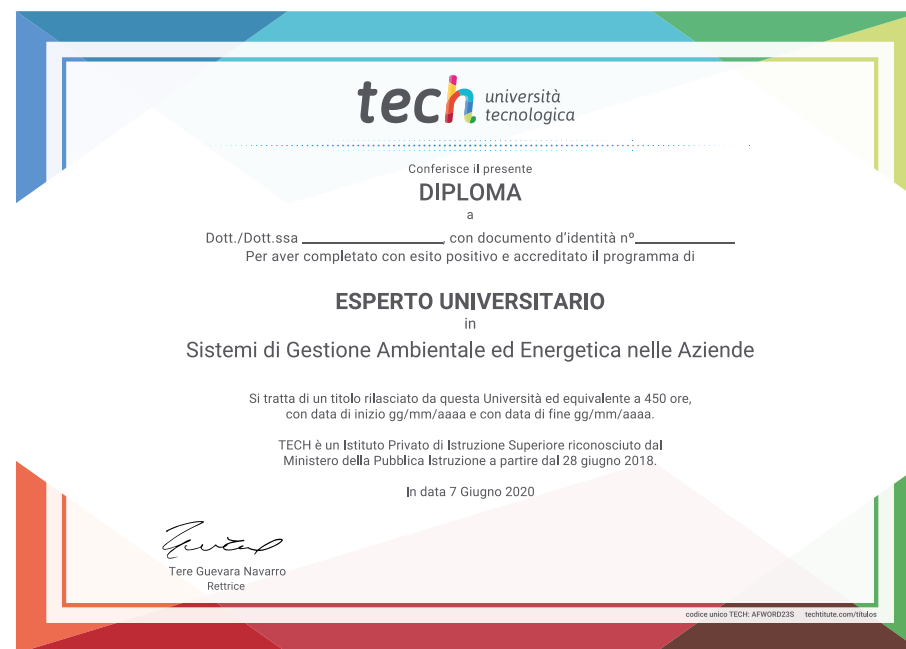 tech università
tecnologica
Conferisce il presente
DIPLOMA
a
Dott./Dott.ssa ________________, con documento d'identità nº___________
Per aver completato con esito positivo e accreditato il programma di
ESPERTO UNIVERSITARIO
in
Sistemi di Gestione Ambientale ed Energetica nelle Aziende
Si tratta di un titolo rilasciato da questa Università ed equivalente a 450 ore,
con data di inizio gg/mm/aaaa e con data di fine gg/mm/aaaa.
TECH è un Istituto Privato di Istruzione Superiore riconosciuto dal
Ministero della Pubblica Istruzione a partire dal 28 giugno 2018.
In data 7 Giugno 2020
Tere Guevara Navarro
Rettrice
codice unico TECH: AFWORD23S techtitute.com/titulos